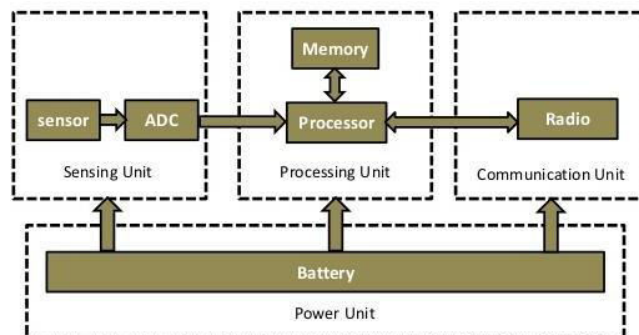 Memory
sensor
ADC
Processor
Radio
Sensing Unit
Processing Unit
Communication Unit
Battery
Power Unit